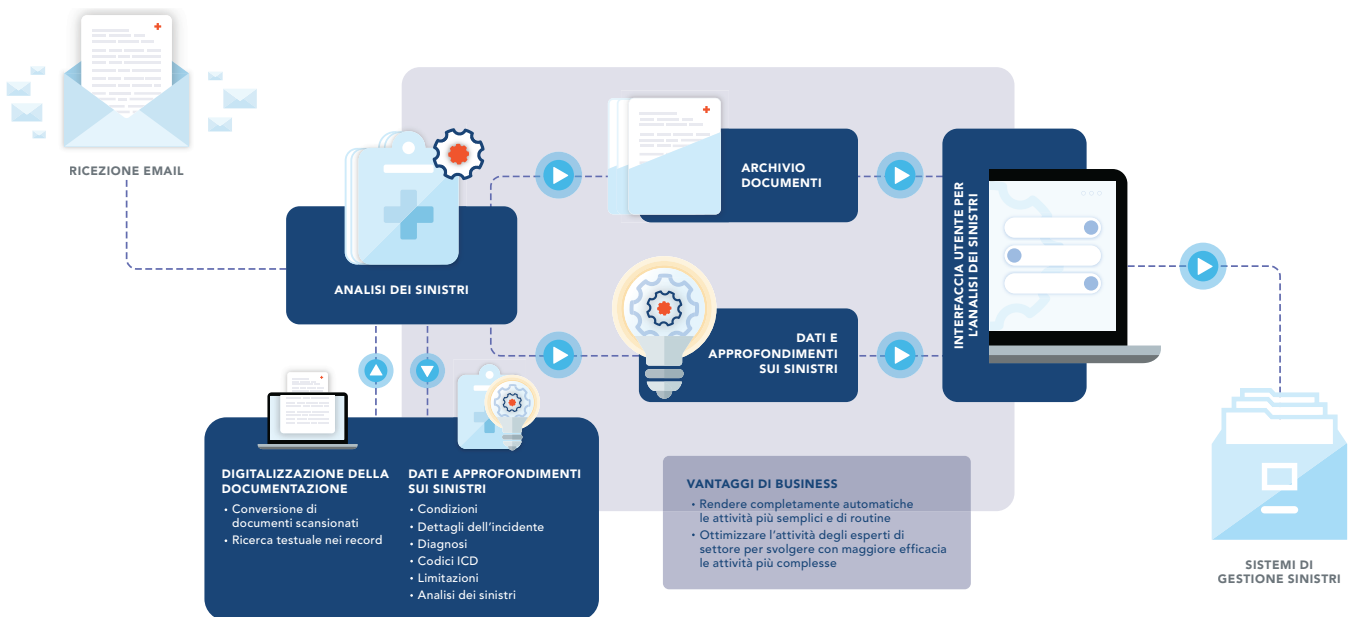 RICEZIONE EMAIL
ANALISI DEI SINISTRI
ARCHIVIO
DOCUMENTI
DATI E
APPROFONDIMENTI
SUI SINISTRI
INTERFACCIA UTENTE PER
L'ANALISI DEI SINISTRI
DIGITALIZZAZIONE DELLA
DOCUMENTAZIONE
• Conversione di
documenti scansionati
• Ricerca testuale nei record
DATI E APPROFONDIMENTI
SUI SINISTRI
• Condizioni
• Dettagli dell'incidente
• Diagnosi
• Codici ICD
• Limitazioni
• Analisi dei sinistri
VANTAGGI DI BUSINESS
• Rendere completamente automatiche
le attività più semplici e di routine
• Ottimizzare l'attività degli esperti di
settore per svolgere con maggiore efficacia
le attività più complesse
SISTEMI DI
GESTIONE SINISTRI